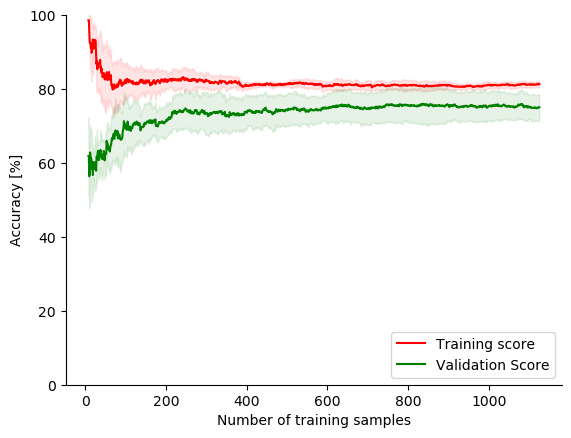 100
80
60
40
20
0
Accuracy [%]
0 200 400 600 800 1000
Number of training samples
Training score
Validation Score